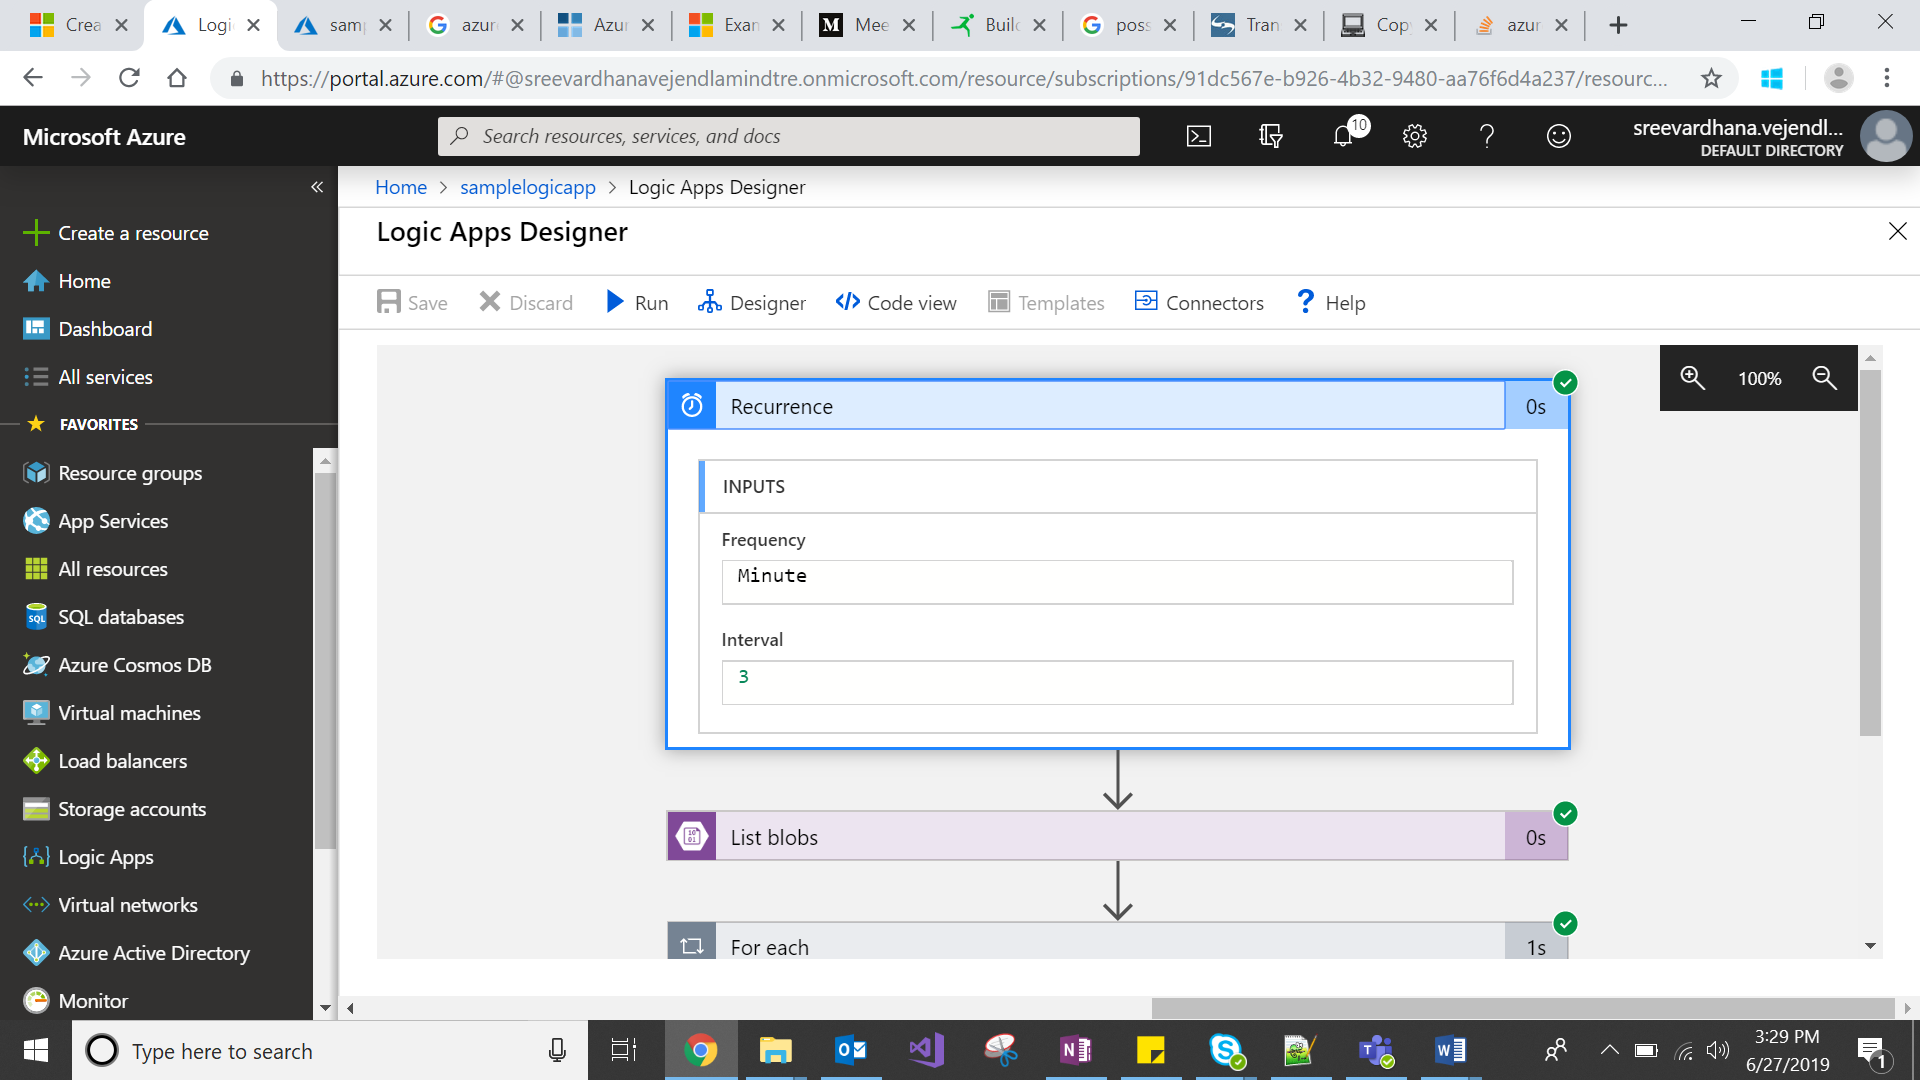 Crea
Logi
sam
azur
Azur
Exan
Mee
Builc
poss
Tran
Cop
azur
https://portal.azure.com/#@sreevardhanavejendlamindtre.onmicrosoft.com/resource/subscriptions/91dc567e-b926-4b32-9480-aa76f6d4a237/resourc...
Microsoft Azure
Search resources, services, and docs
10
sreevardhana.vejendl...
DEFAULT DIRECTORY
Home > samplelogicapp > Logic Apps Designer
Logic Apps Designer
Save
Discard
Run
Designer
Code view
Templates
Connectors
Help
Create a resource
Home
Dashboard
All services
FAVORITES
Resource groups
App Services
All resources
SQL databases
Azure Cosmos DB
Virtual machines
Load balancers
Storage accounts
Logic Apps
Virtual networks
Azure Active Directory
Monitor
100%
Recurrence
0s
INPUTS
Frequency
Minute
Interval
3
List blobs
0s
For each
1s
Type here to search
3:29 PM
6/27/2019
1